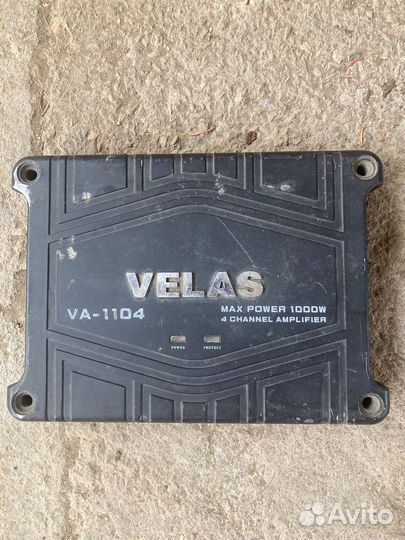 VELAS
VA-1104
MAX POWER 1000W
4 CHANNEL AMPLIFIER
POWER PROTECT
Avito